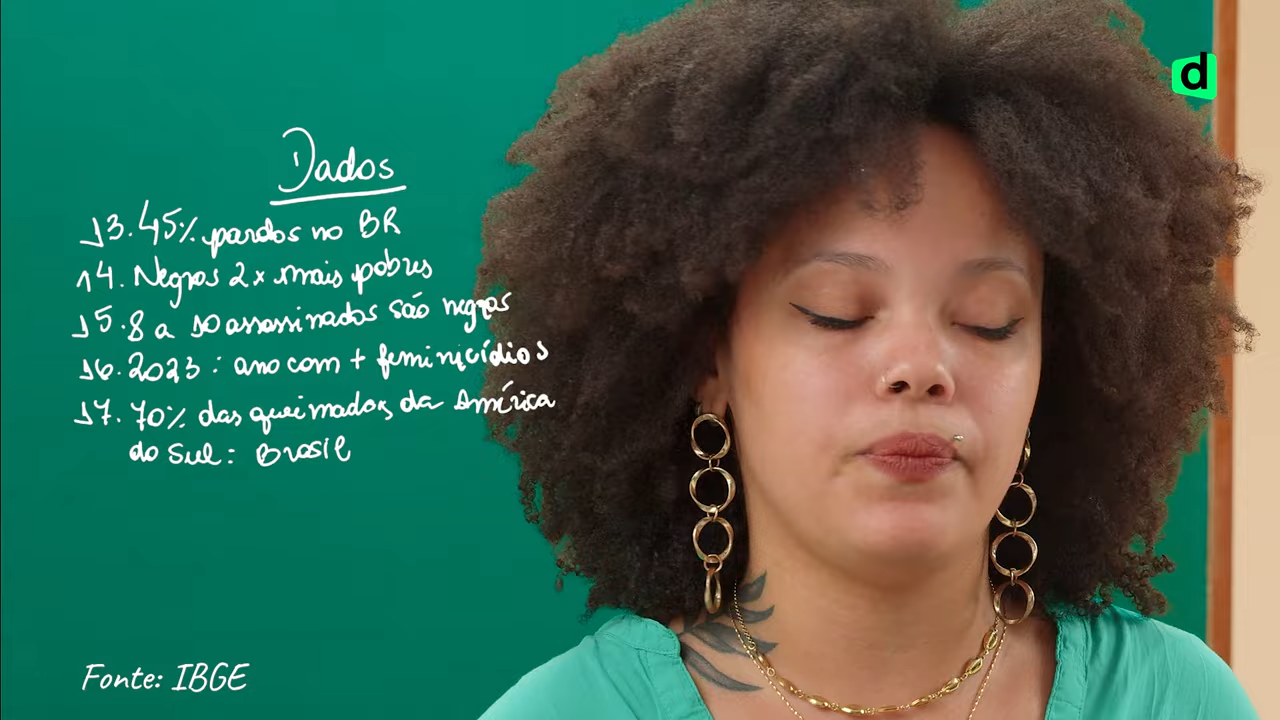 Dados
13. 45% pardos no BR
14. Negros 2x mais pobres
15. 8 a 10 assassinados são negros
16. 2023: ano com + feminicídios
17. 70% das queimadas da América
do Sul: Brasil
Fonte: IBGE
d